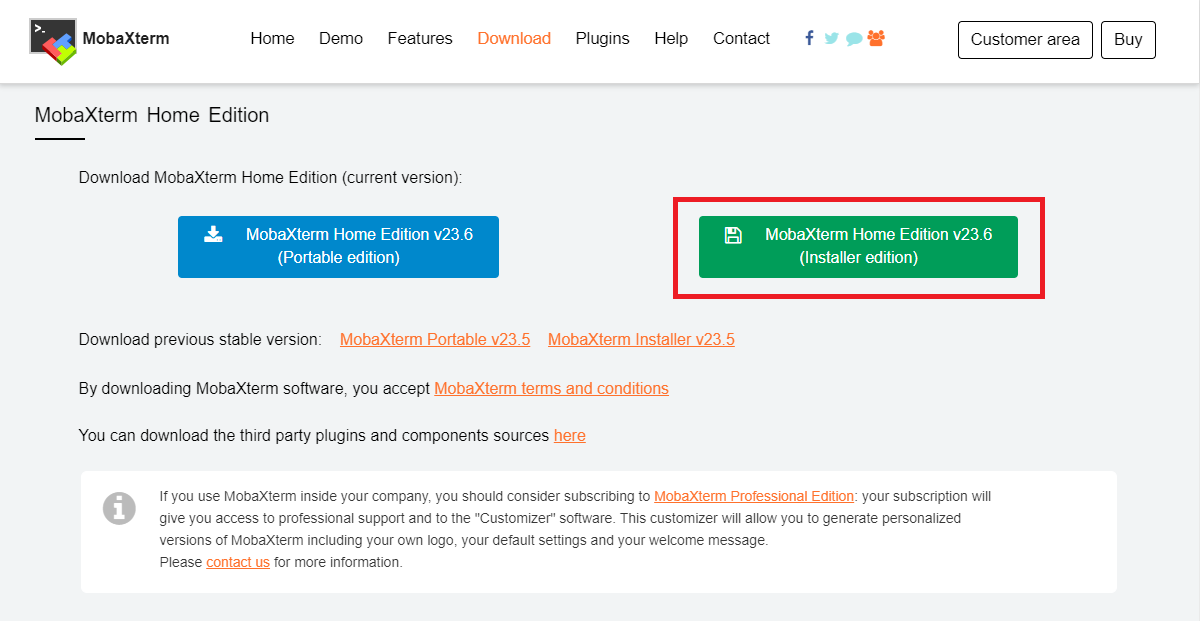 >_ MobaXterm Home Demo Features Download Plugins Help Contact Customer area Buy
MobaXterm Home Edition
Download MobaXterm Home Edition (current version):
MobaXterm Home Edition v23.6
(Portable edition)
MobaXterm Home Edition v23.6
(Installer edition)
Download previous stable version: MobaXterm Portable v23.5 MobaXterm Installer v23.5
By downloading MobaXterm software, you accept MobaXterm terms and conditions
You can download the third party plugins and components sources here
If you use MobaXterm inside your company, you should consider subscribing to MobaXterm Professional Edition: your subscription will
give you access to professional support and to the "Customizer" software. This customizer will allow you to generate personalized
versions of MobaXterm including your own logo, your default settings and your welcome message.
Please contact us for more information.